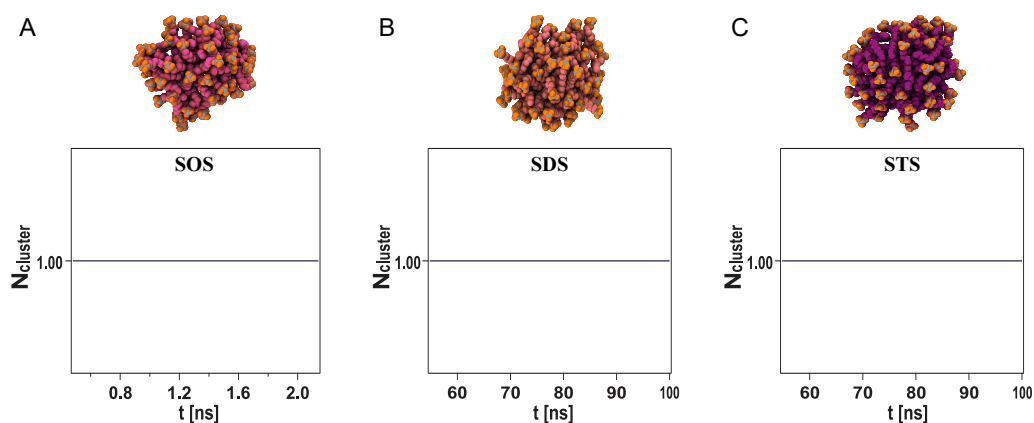 A
SOS
Ncluster
1.00
0.8 1.2 1.6 2.0
t [ns]
B
SDS
Ncluster
1.00
60 70 80 90 100
t [ns]
C
STS
Ncluster
1.00
60 70 80 90 100
t [ns]